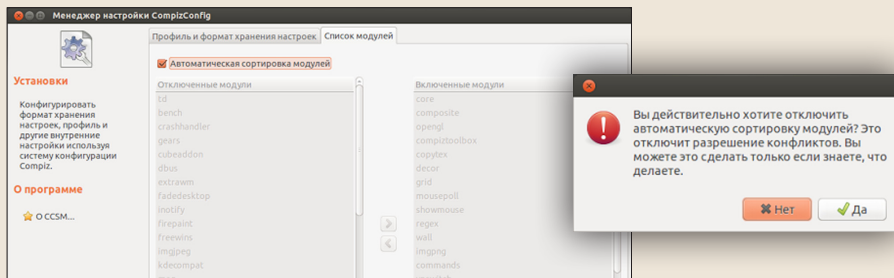 Менеджер настройки CompizConfig
Профиль и формат хранения настроек
Список модулей
Автоматическая сортировка модулей
Установки
Конфигурировать
формат хранения
настроек, профиль и
другие внутренние
настройки используя
систему конфигурации
Compiz.
О программе
О CCSM...
Отключенные модули
td
bench
crashhandler
gears
cubeaddon
dbus
extrawm
fadedesktop
inotify
firepaint
freewins
imgjpeg
kdecompat
Включенные модули
core
composite
opengl
compiztoolbox
copytex
decor
grid
mousepoll
showmouse
regex
wall
imgpng
commands
Вы действительно хотите отключить
автоматическую сортировку модулей? Это
отключит разрешение конфликтов. Вы
можете это сделать только если знаете, что
делаете.
Нет
Да